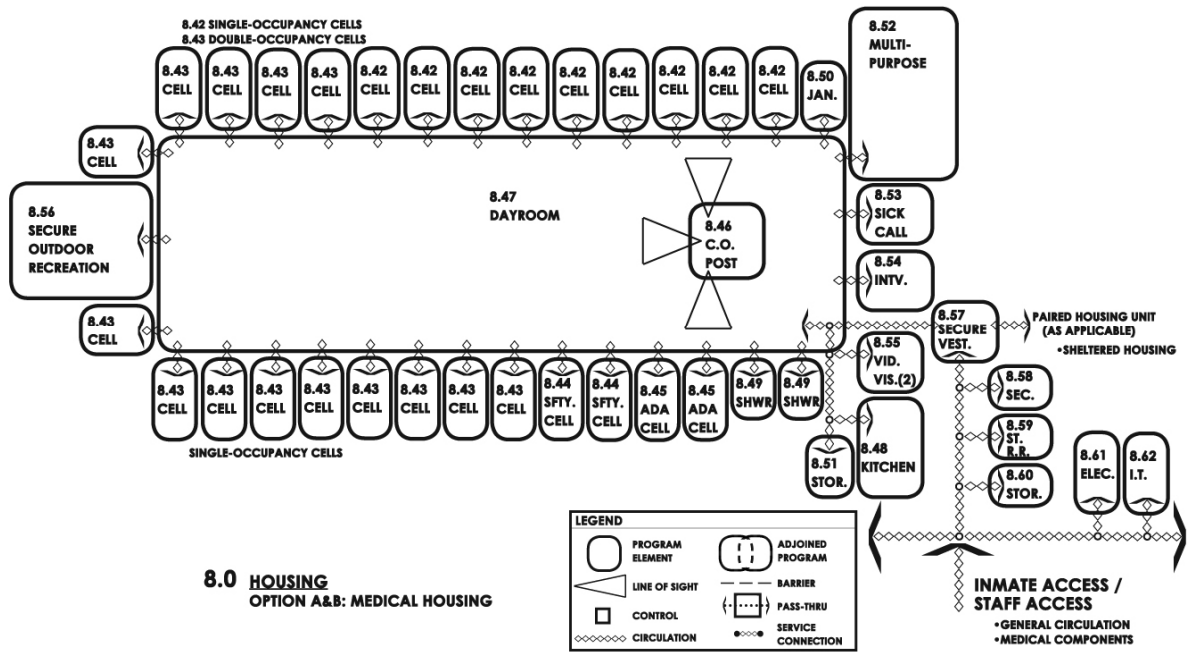 8.42 SINGLE-OCCUPANCY CELLS
8.43 DOUBLE-OCCUPANCY CELLS
8.43
CELL
8.43
CELL
8.43
CELL
8.43
CELL
8.42
CELL
8.42
CELL
8.42
CELL
8.42
CELL
8.42
CELL
8.42
CELL
8.42
CELL
8.42
CELL
8.42
CELL
8.50
JAN.
8.52
MULTI-
PURPOSE
8.43
CELL
8.56
SECURE
OUTDOOR
RECREATION
8.43
CELL
8.47
DAYROOM
8.46
C.O.
POST
8.53
SICK
CALL
8.54
INTV.
8.57
SECURE
VEST.
PAIRED HOUSING UNIT
(AS APPLICABLE)
•SHELTERED HOUSING
8.55
VID.
VIS.(2)
8.58
SEC.
8.59
ST.
R.R.
8.60
STOR.
8.61
ELEC.
8.62
I.T.
8.43
CELL
8.43
CELL
8.43
CELL
8.43
CELL
8.43
CELL
8.43
CELL
8.43
CELL
8.43
CELL
8.44
SFTY.
CELL
8.44
SFTY.
CELL
8.45
ADA
CELL
8.45
ADA
CELL
8.49
SHWR
8.49
SHWR
8.51
STOR.
8.48
KITCHEN
SINGLE-OCCUPANCY CELLS
8.0 HOUSING
OPTION A&B: MEDICAL HOUSING
LEGEND
PROGRAM
ELEMENT
ADJOINED
PROGRAM
LINE OF SIGHT
BARRIER
CONTROL
PASS-THRU
CIRCULATION
SERVICE
CONNECTION
INMATE ACCESS /
STAFF ACCESS
•GENERAL CIRCULATION
•MEDICAL COMPONENTS